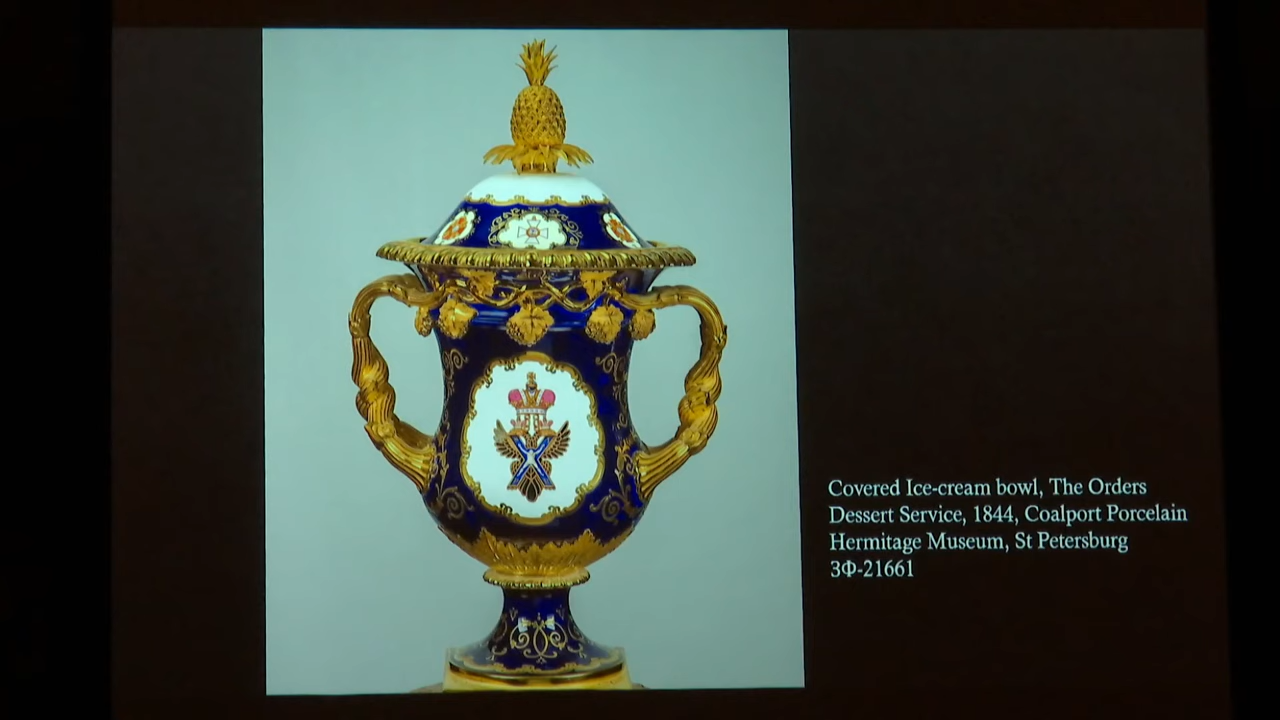 Covered Ice-cream bowl, The Orders
Dessert Service, 1844, Coalport Porcelain
Hermitage Museum, St Petersburg
ЗФ-21661